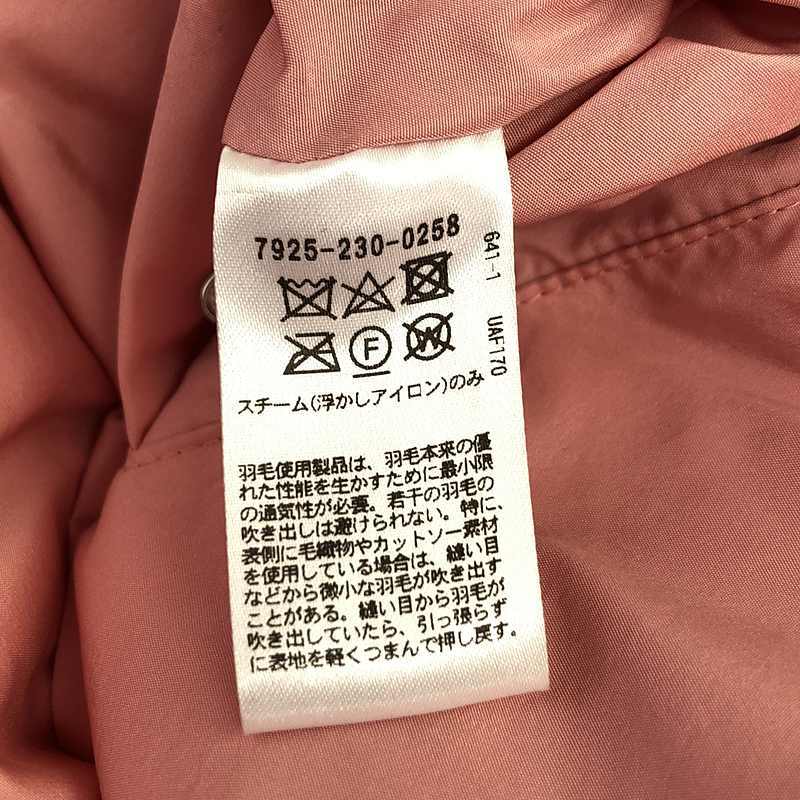 7925-230-0258
641-1 UAF170
F
W
スチーム(浮かしアイロン)のみ
羽毛使用製品は、羽毛本来の優
れた性能を生かすために最小限
の通気性が必要。若干の羽毛の
吹き出しは避けられない。特に、
表側に毛織物やカットソー素材
を使用している場合は、縫い目
などから微小な羽毛が吹き出す
ことがある。縫い目から羽毛が
吹き出していたら、引っ張らず
に表地を軽くつまんで押し戻す。